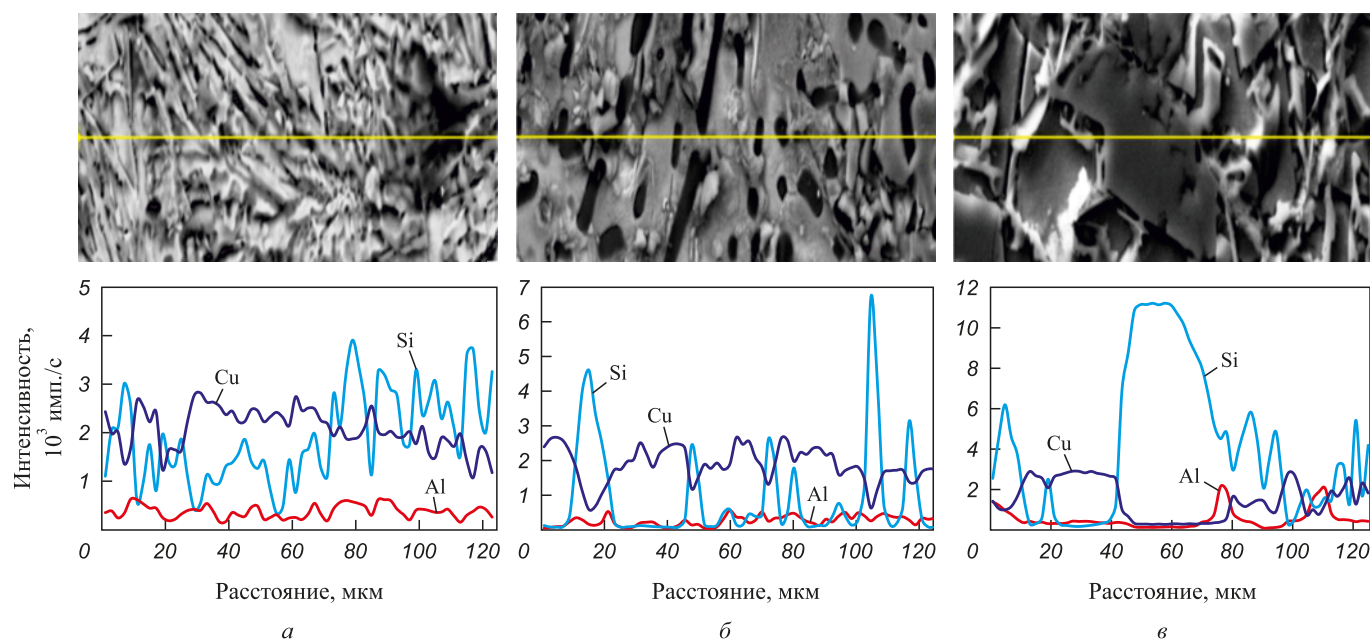 Интенсивность,
10³ имп./с
5
4
3
2
1
0 20 40 60 80 100 120
Cu
Si
Al
Расстояние, мкм
а
7
6
5
4
3
2
1
0 20 40 60 80 100 120
Si
Cu
Al
Расстояние, мкм
б
12
10
8
6
4
2
0 20 40 60 80 100 120
Si
Cu
Al
Расстояние, мкм
в